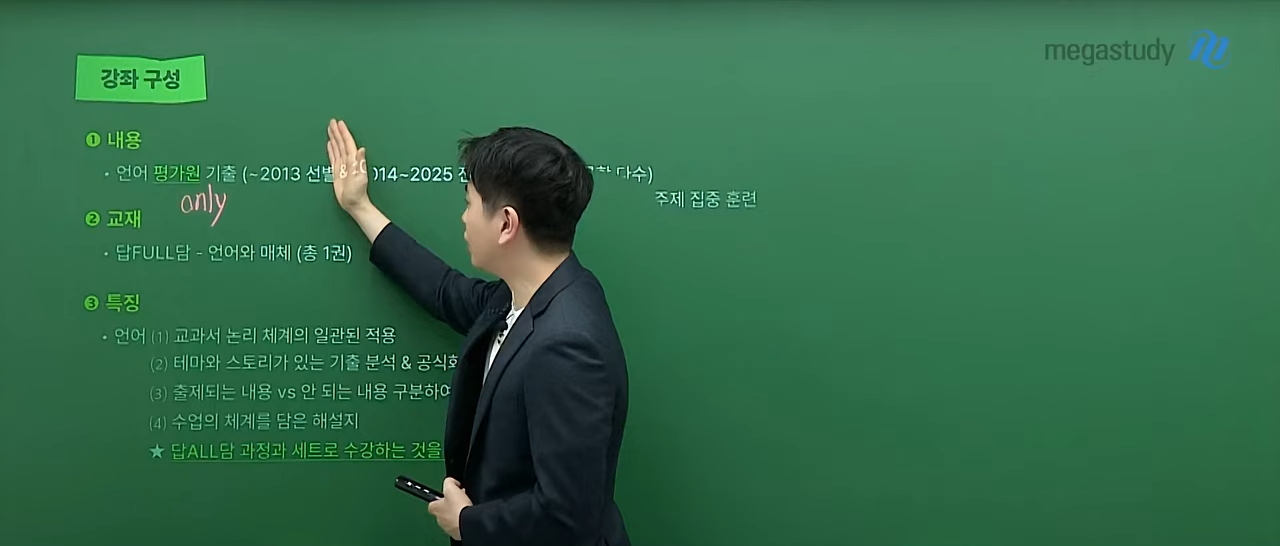 megastudy
강좌 구성
❶ 내용
• 언어 평가원 기출 (~2013 선별 & 2014~2025 다수)
only
주제 집중 훈련
❷ 교재
• 답FULL담 - 언어와 매체 (총 1권)
❸ 특징
• 언어 (1) 교과서 논리 체계의 일관된 적용
(2) 테마와 스토리가 있는 기출 분석 & 공식화
(3) 출제되는 내용 vs 안 되는 내용 구분하여
(4) 수업의 체계를 담은 해설지
★ 답ALL담 과정과 세트로 수강하는 것을